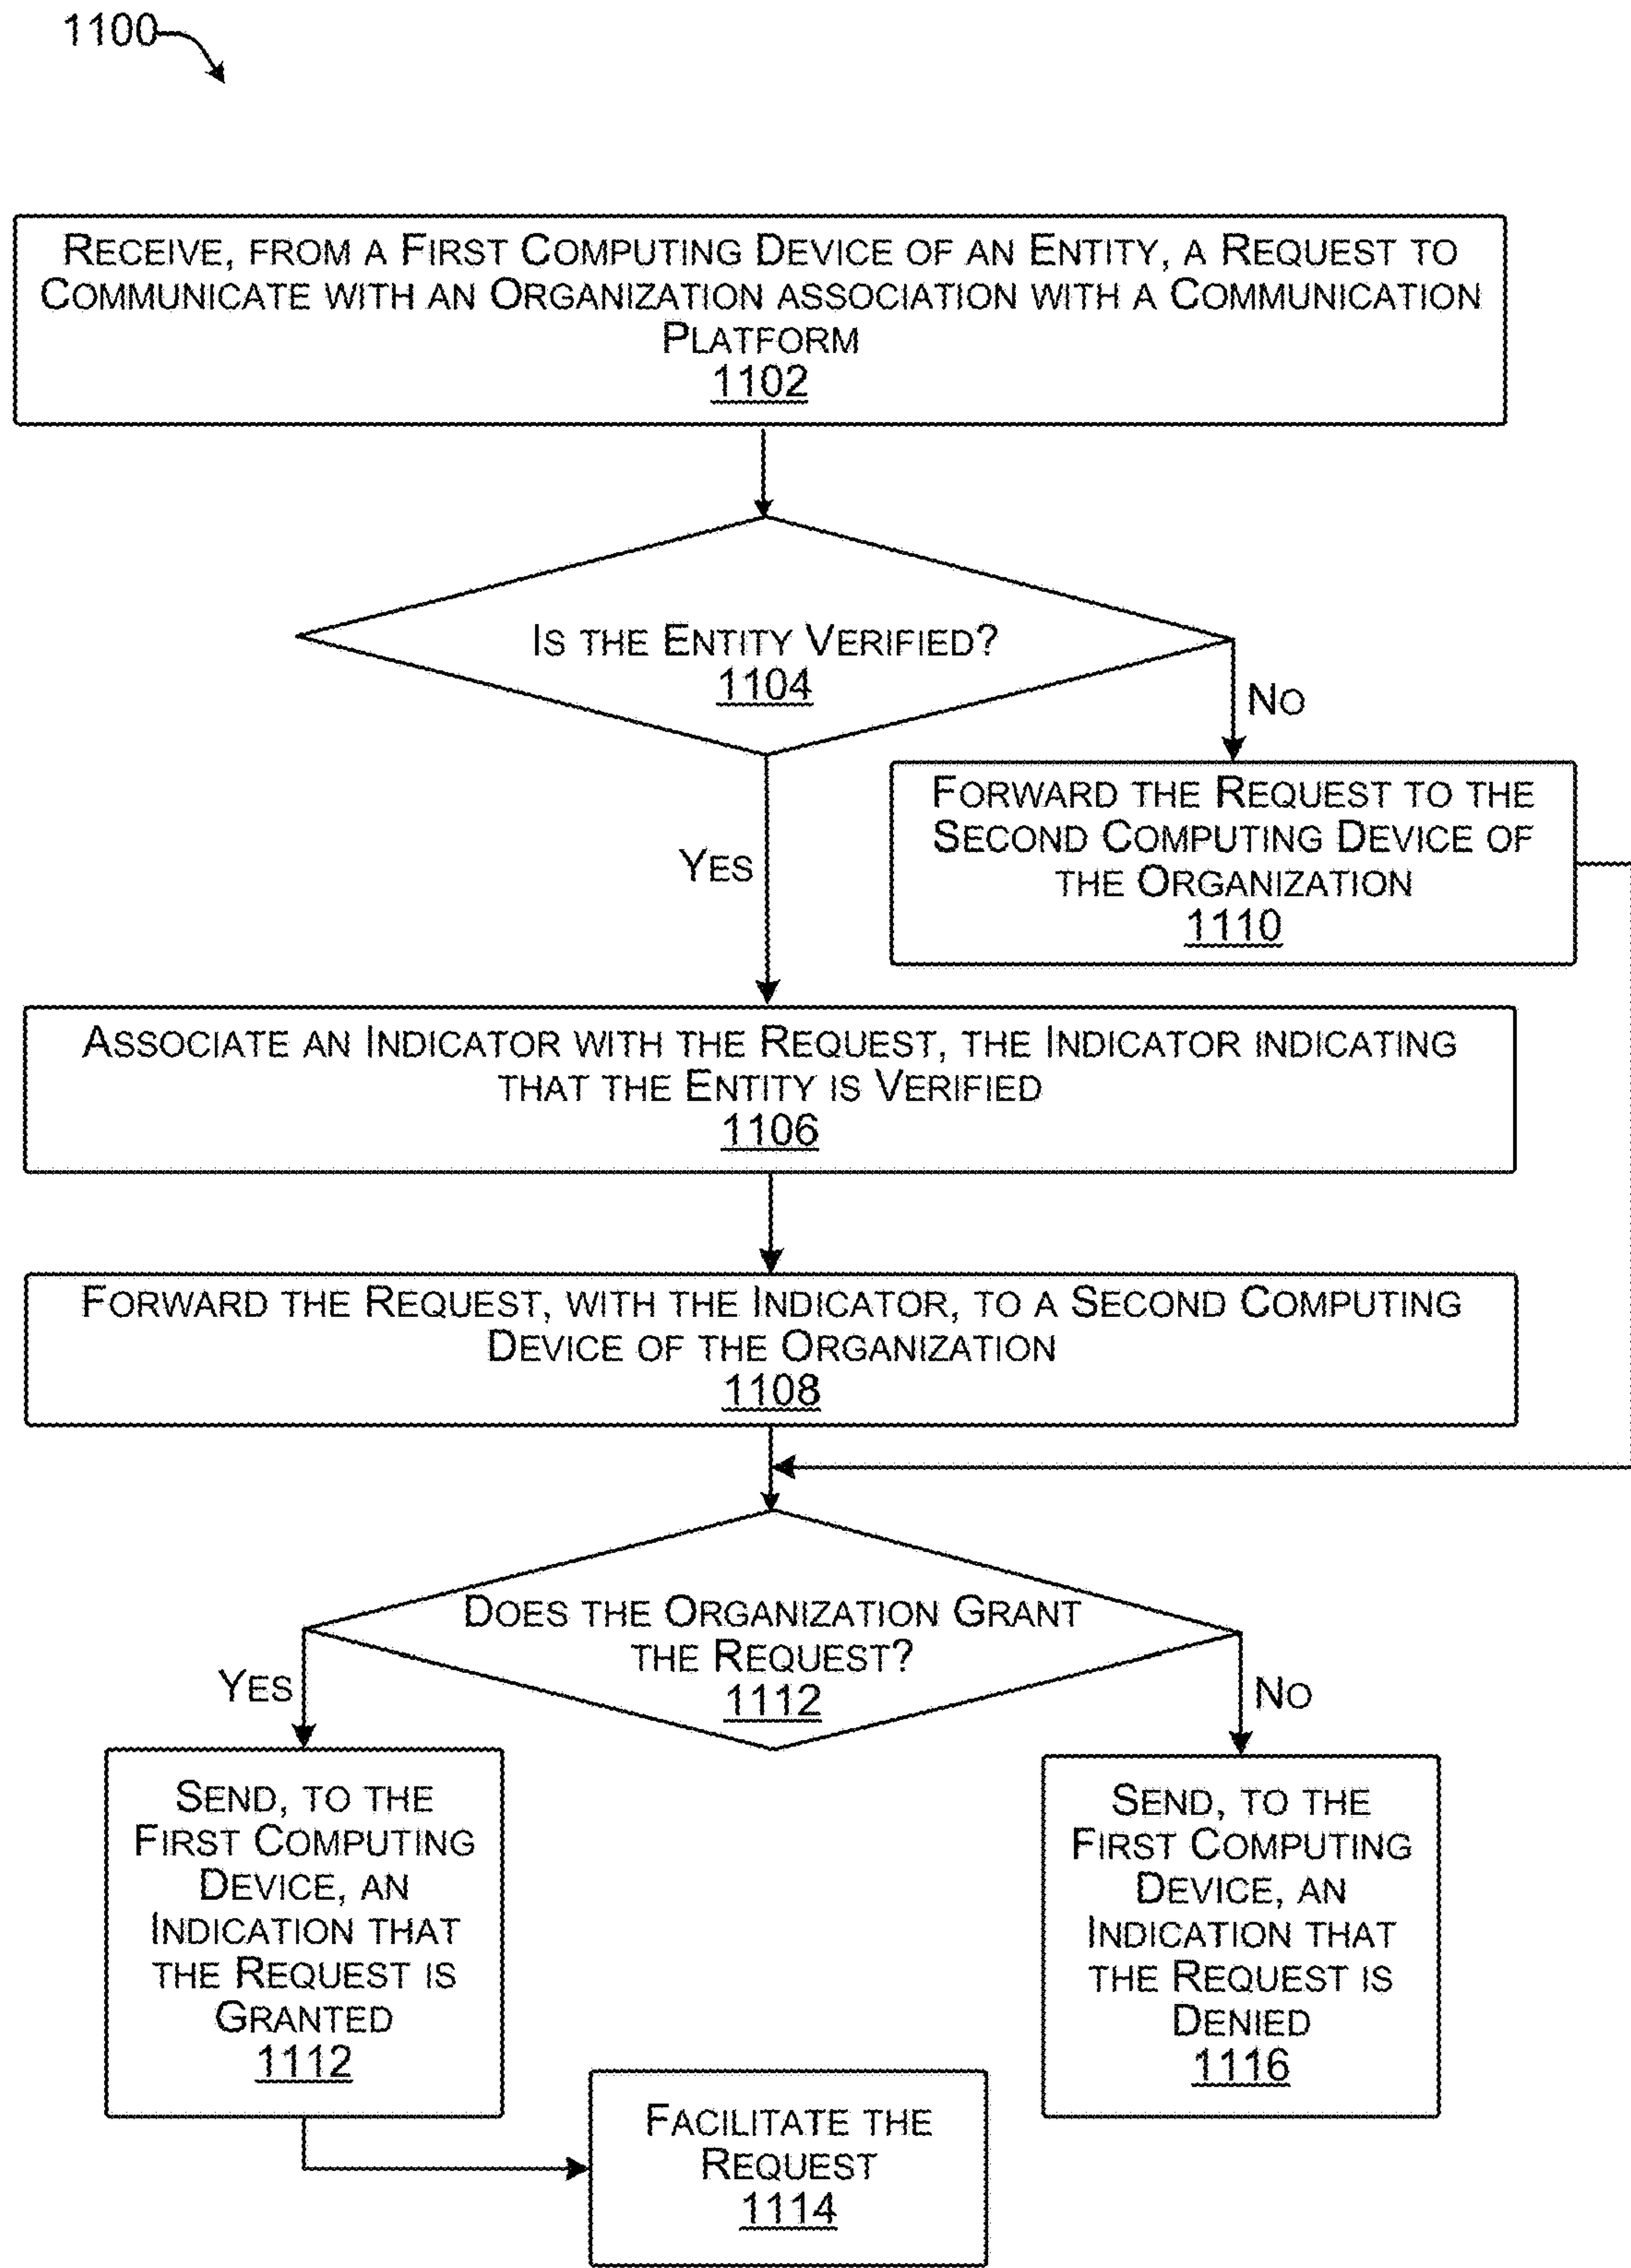 1100
RECEIVE, FROM A FIRST COMPUTING DEVICE OF AN ENTITY, A REQUEST TO
COMMUNICATE WITH AN ORGANIZATION ASSOCIATION WITH A COMMUNICATION
PLATFORM
1102
IS THE ENTITY VERIFIED?
1104
NO
FORWARD THE REQUEST TO THE
SECOND COMPUTING DEVICE OF
THE ORGANIZATION
1110
YES
ASSOCIATE AN INDICATOR WITH THE REQUEST, THE INDICATOR INDICATING
THAT THE ENTITY IS VERIFIED
1106
FORWARD THE REQUEST, WITH THE INDICATOR, TO A SECOND COMPUTING
DEVICE OF THE ORGANIZATION
1108
DOES THE ORGANIZATION GRANT
THE REQUEST?
1112
YES
NO
SEND, TO THE
FIRST COMPUTING
DEVICE, AN
INDICATION THAT
THE REQUEST IS
GRANTED
1112
SEND, TO THE
FIRST COMPUTING
DEVICE, AN
INDICATION THAT
THE REQUEST IS
DENIED
1116
FACILITATE THE
REQUEST
1114